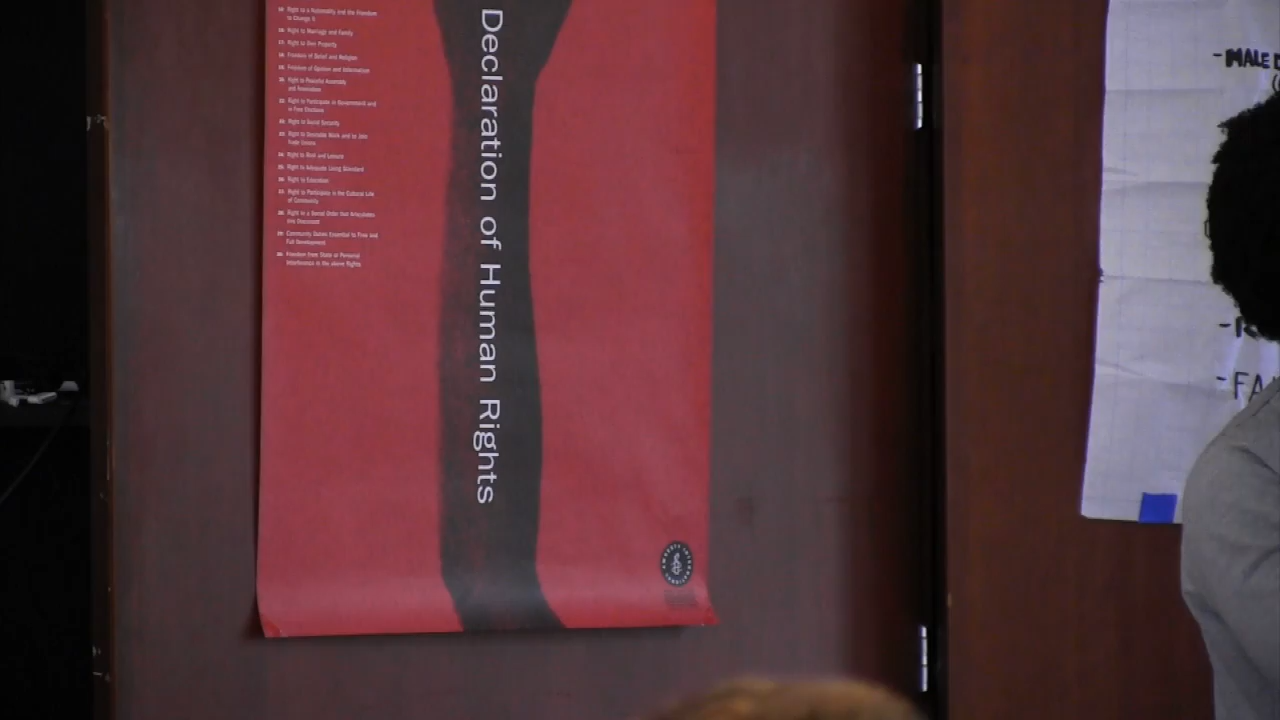 Right to a Nationality and the Freedom
to Change It
Right to Marriage and Family
Right to Own Property
Freedom of Belief and Religion
Freedom of Opinion and Information
Right to Peaceful Assembly
and Association
Right to Participate in Government and
in Free Elections
Right to Social Security
Right to Desirable Work and to Join
Trade Unions
Right to Rest and Leisure
Right to Adequate Living Standard
Right to Education
Right to Participate in the Cultural Life
of Community
Right to a Social Order that Articulates
this Document
Community Duties Essential to Free and
Full Development
Freedom from State or Personal
Interference in the above Rights
Declaration of Human Rights
AMNESTY INTERNATIONAL
- MALE
- FA